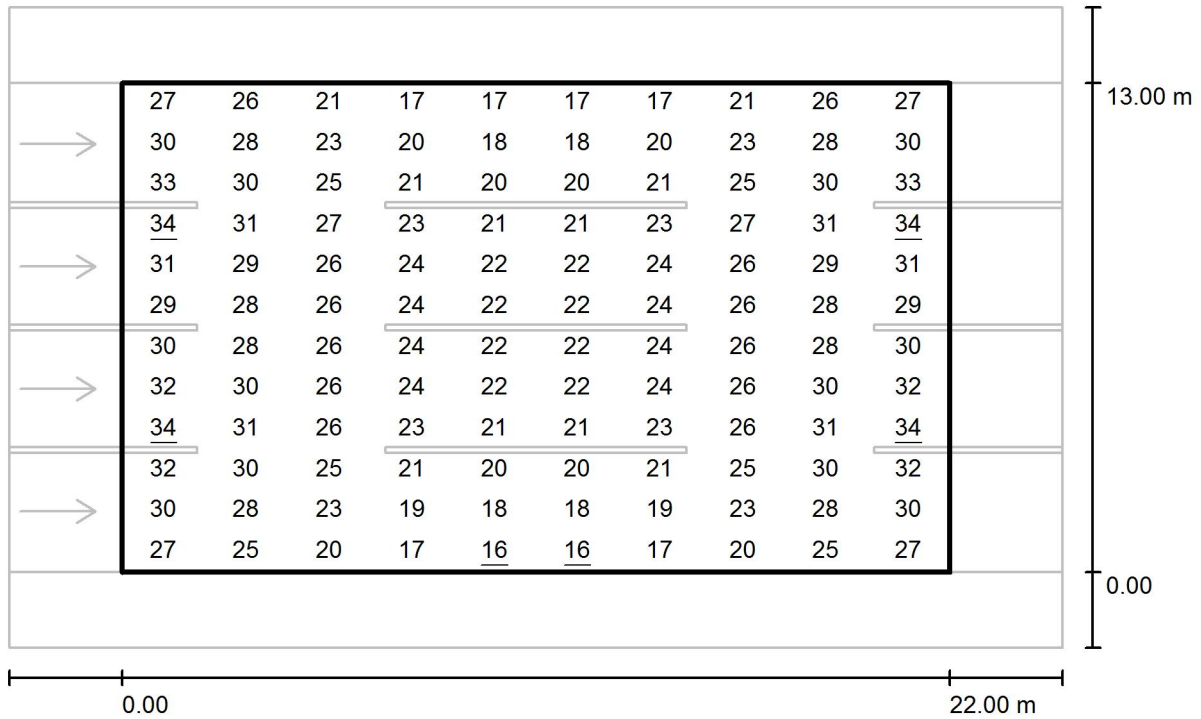 27 26 21 17 17 17 17 21 26 27
13.00 m
30 28 23 20 18 18 20 23 28 30
33 30 25 21 20 20 21 25 30 33
34 31 27 23 21 21 23 27 31 34
31 29 26 24 22 22 24 26 29 31
29 28 26 24 22 22 24 26 28 29
30 28 26 24 22 22 24 26 28 30
32 30 26 24 22 22 24 26 30 32
34 31 26 23 21 21 23 26 31 34
32 30 25 21 20 20 21 25 30 32
30 28 23 19 18 18 19 23 28 30
27 25 20 17 16 16 17 20 25 27
0.00
0.00 22.00 m